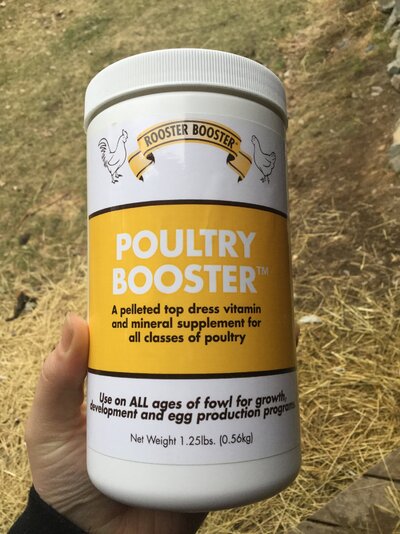 ROOSTER BOOSTER
POULTRY
BOOSTER™
A pelleted top dress vitamin
and mineral supplement for
all classes of poultry
Use on ALL ages of fowl for growth,
development and egg production programs.
Net Weight 1.25lbs. (0.56kg)